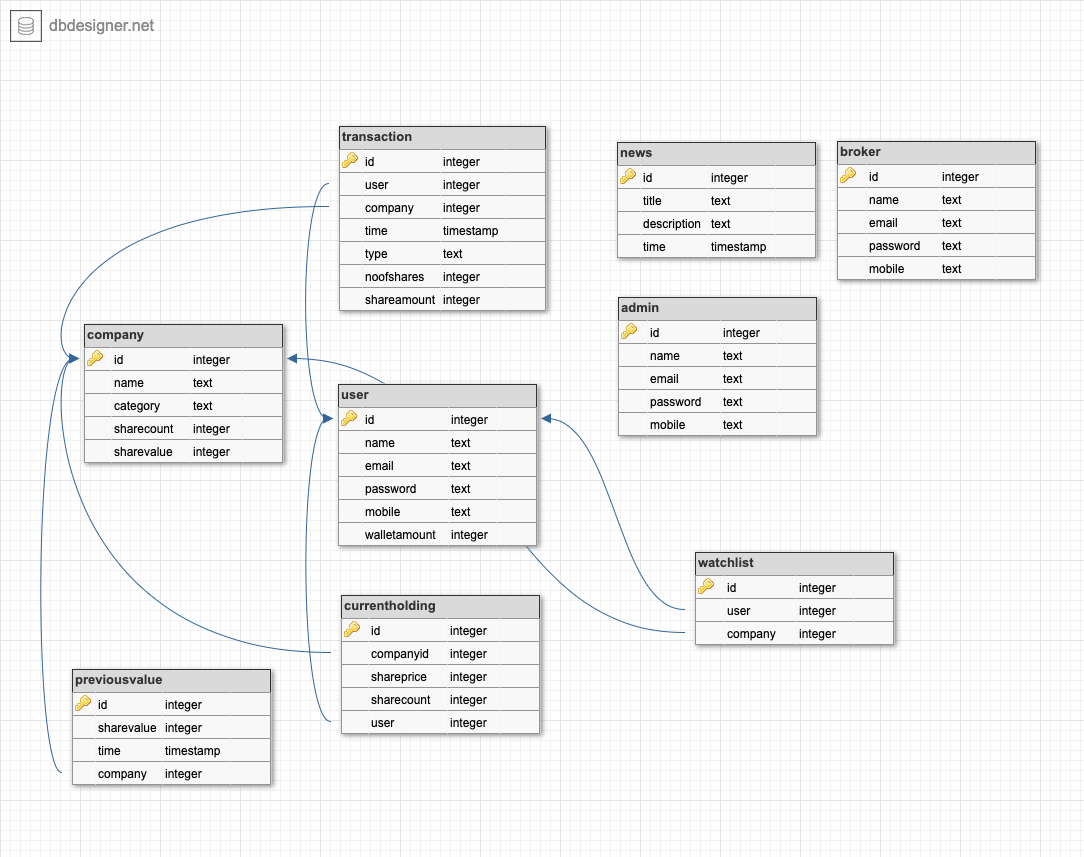 dbdesigner.net
transaction
id integer
user integer
company integer
time timestamp
type text
noofshares integer
shareamount integer
news
id integer
title text
description text
time timestamp
broker
id integer
name text
email text
password text
mobile text
admin
id integer
name text
email text
password text
mobile text
company
id integer
name text
category text
sharecount integer
sharevalue integer
user
id integer
name text
email text
password text
mobile text
walletamount integer
watchlist
id integer
user integer
company integer
currentholding
id integer
companyid integer
shareprice integer
sharecount integer
user integer
previousvalue
id integer
sharevalue integer
time timestamp
company integer